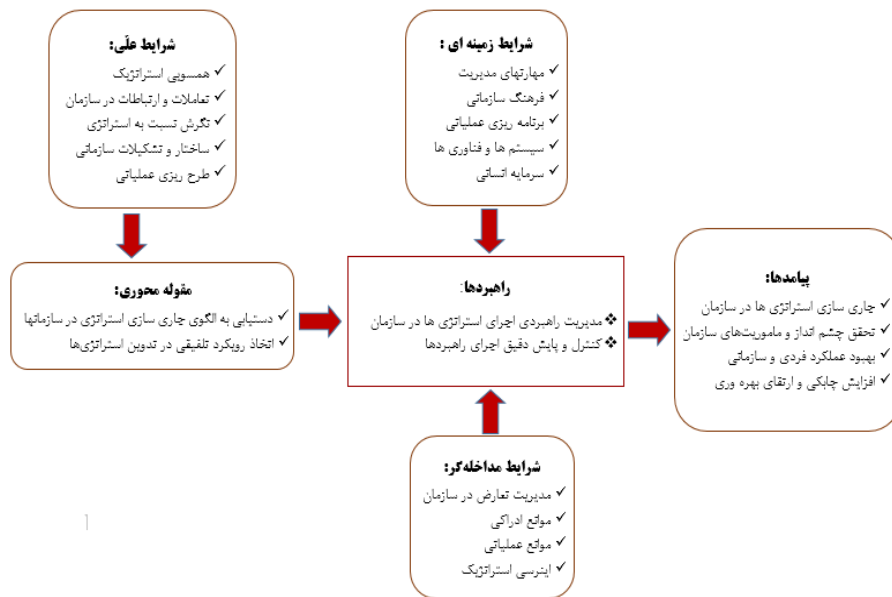 شرایط علّی:
همسویی استراتژیک
تعاملات و ارتباطات در سازمان
نگرش نسبت به استراتژی
ساختار و تشکیلات سازمانی
طرح ریزی عملیاتی
شرایط زمینه ای :
مهارتهای مدیریت
فرهنگ سازمانی
برنامه ریزی عملیاتی
سیستم ها و فناوری ها
سرمایه انسانی
مقوله محوری:
دستیابی به الگوی جاری سازی استراتژی در سازمانها
اتخاذ رویکرد تلفیقی در تدوین استراتژی‌ها
راهبردها:
مدیریت راهبردی اجرای استراتژی ها در سازمان
کنترل و پایش دقیق اجرای راهبردها
پیامدها:
جاری سازی استراتژی ها در سازمان
تحقق چشم انداز و ماموریت‌های سازمان
بهبود عملکرد فردی و سازمانی
افزایش چابکی و ارتقای بهره وری
شرایط مداخله‌گر:
مدیریت تعارض در سازمان
موانع ادراکی
موانع عملیاتی
اینرسی استراتژیک